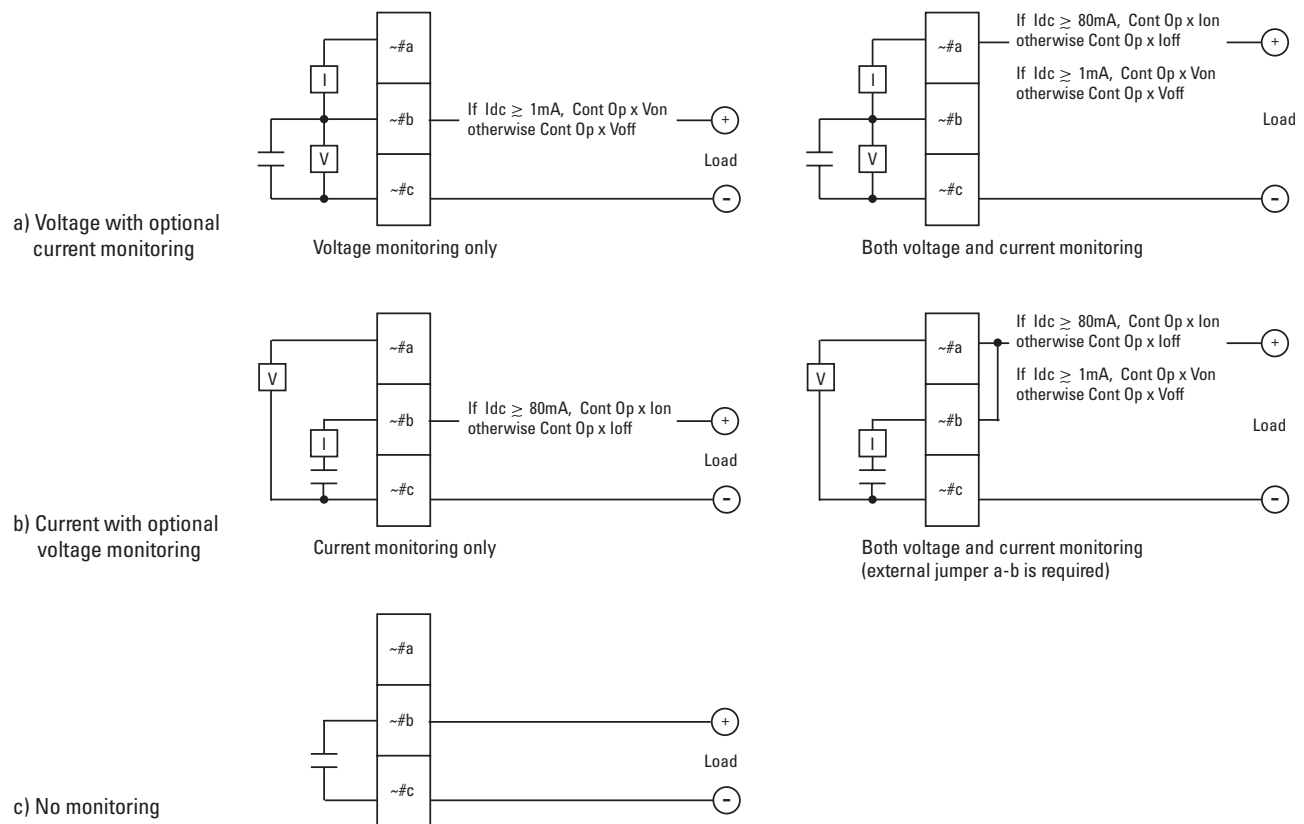 ~#a
I
~#b
If Idc ≳ 1mA, Cont Op x Von
otherwise Cont Op x Voff
+
V
Load
~#c
-
a) Voltage with optional
current monitoring
Voltage monitoring only
~#a
If Idc ≳ 80mA, Cont Op x Ion
otherwise Cont Op x Ioff
+
I
If Idc ≳ 1mA, Cont Op x Von
otherwise Cont Op x Voff
~#b
Load
V
~#c
-
Both voltage and current monitoring
~#a
V
~#b
If Idc ≳ 80mA, Cont Op x Ion
otherwise Cont Op x Ioff
+
I
Load
~#c
-
b) Current with optional
voltage monitoring
Current monitoring only
~#a
If Idc ≳ 80mA, Cont Op x Ion
otherwise Cont Op x Ioff
+
V
If Idc ≳ 1mA, Cont Op x Von
otherwise Cont Op x Voff
~#b
Load
I
~#c
-
Both voltage and current monitoring
(external jumper a-b is required)
~#a
~#b
+
Load
~#c
-
c) No monitoring